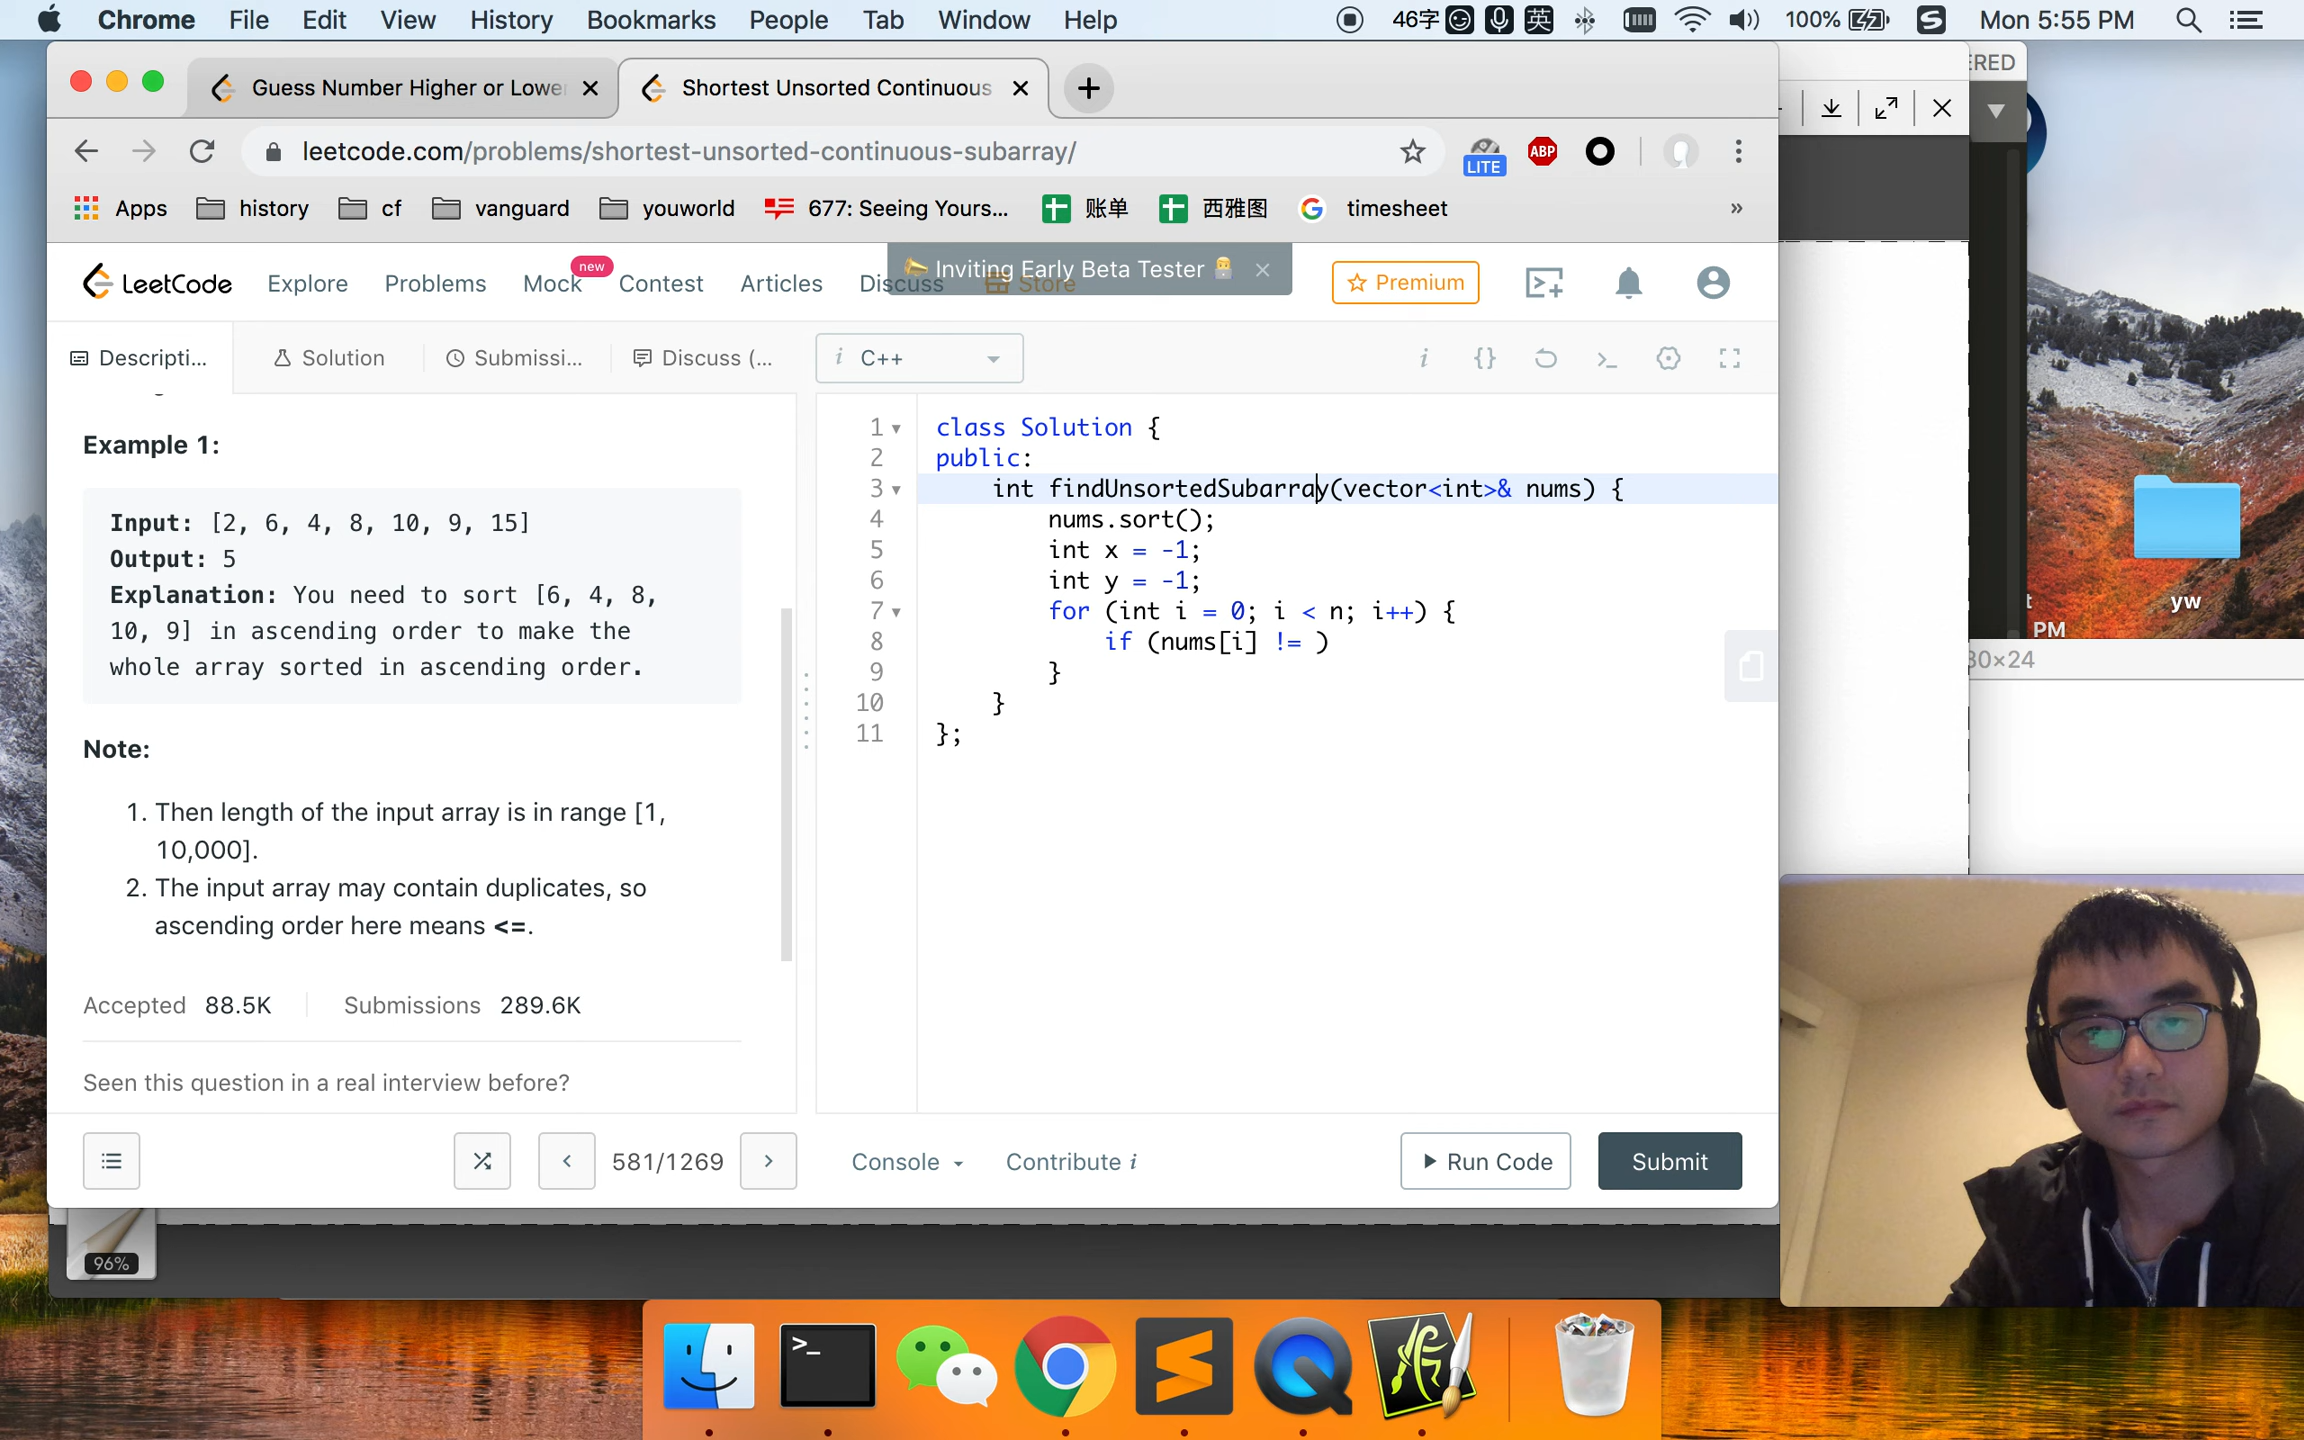 Chrome File Edit View History Bookmarks People Tab Window Help 46字 英 100% Mon 5:55 PM
Guess Number Higher or Lowe
Shortest Unsorted Continuous
leetcode.com/problems/shortest-unsorted-continuous-subarray/
LITE
ABP
Apps history cf vanguard youworld 677: Seeing Yours... 账单 西雅图 timesheet »
LeetCode Explore Problems Mock new Contest Articles Discuss Store
Inviting Early Beta Tester
Premium
Descripti... Solution Submissi... Discuss (...
i C++
Example 1:
Input: [2, 6, 4, 8, 10, 9, 15]
Output: 5
Explanation: You need to sort [6, 4, 8,
10, 9] in ascending order to make the
whole array sorted in ascending order.
Note:
1. Then length of the input array is in range [1,
10,000].
2. The input array may contain duplicates, so
ascending order here means <=.
Accepted 88.5K Submissions 289.6K
Seen this question in a real interview before?
1 class Solution {
2 public:
3 int findUnsortedSubarray(vector<int>& nums) {
4 nums.sort();
5 int x = -1;
6 int y = -1;
7 for (int i = 0; i < n; i++) {
8 if (nums[i] != )
9 }
10 }
11 };
581/1269
Console Contribute i
Run Code Submit
ERED
yw
PM
30×24
96%